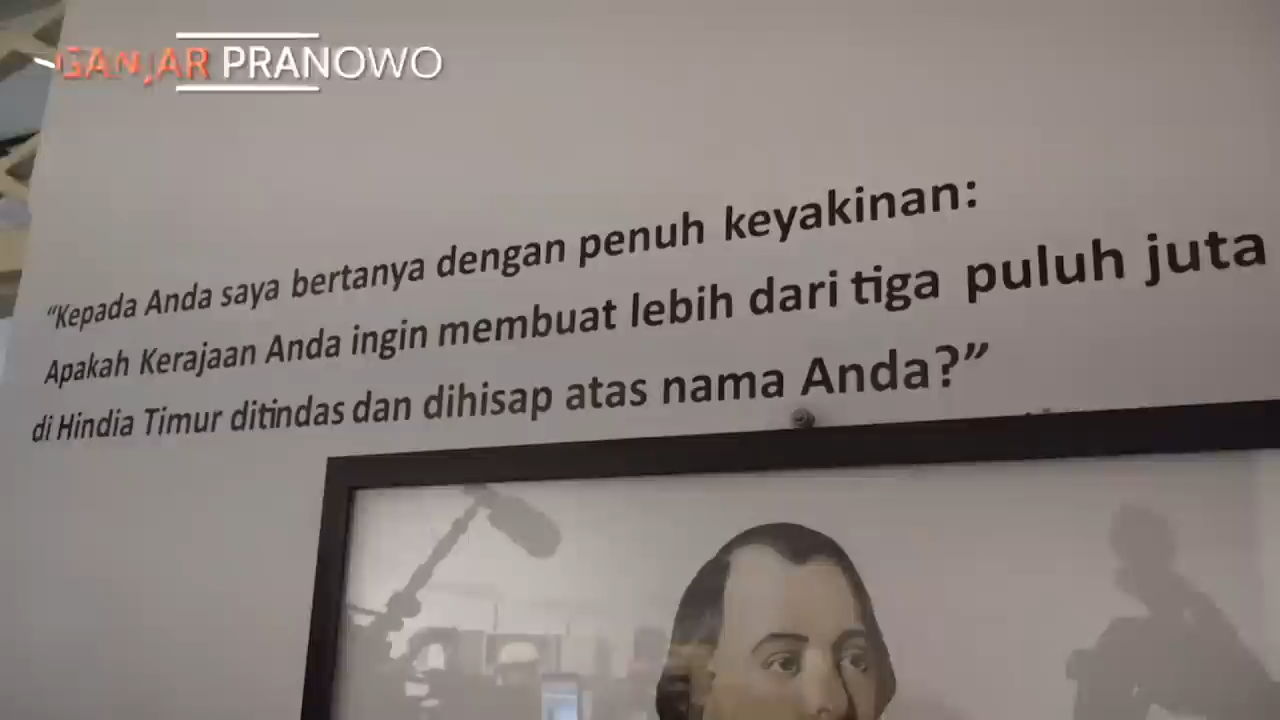 GANJAR PRANOWO
“Kepada Anda saya bertanya dengan penuh keyakinan:
Apakah Kerajaan Anda ingin membuat lebih dari tiga puluh juta
di Hindia Timur ditindas dan dihisap atas nama Anda?”